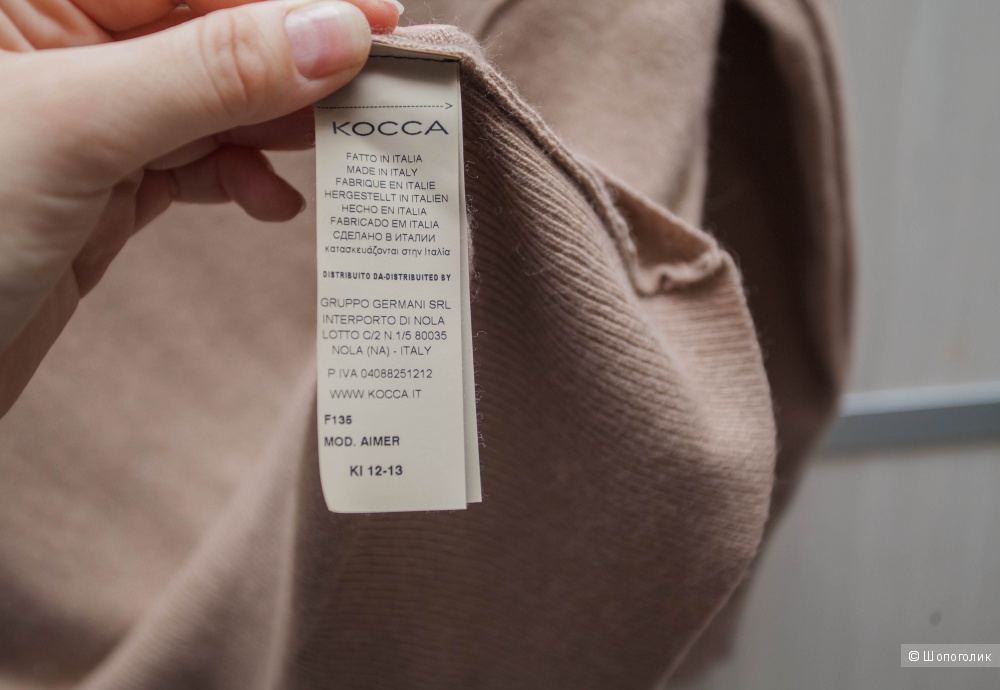 KOCCA
FATTO IN ITALIA
MADE IN ITALY
FABRIQUE EN ITALIE
HERGESTELLT IN ITALIEN
HECHO EN ITALIA
FABRICADO EM ITALIA
СДЕЛАНО В ИТАЛИИ
κατασκευάζονται στην Ιταλία
DISTRIBUITO DA-DISTRIBUITED BY
GRUPPO GERMANI SRL
INTERPORTO DI NOLA
LOTTO C/2 N.1/5 80035
NOLA (NA) - ITALY
P.IVA 04088251212
WWW.KOCCA.IT
F135
MOD. AIMER
KI 12-13
© Шопоголик